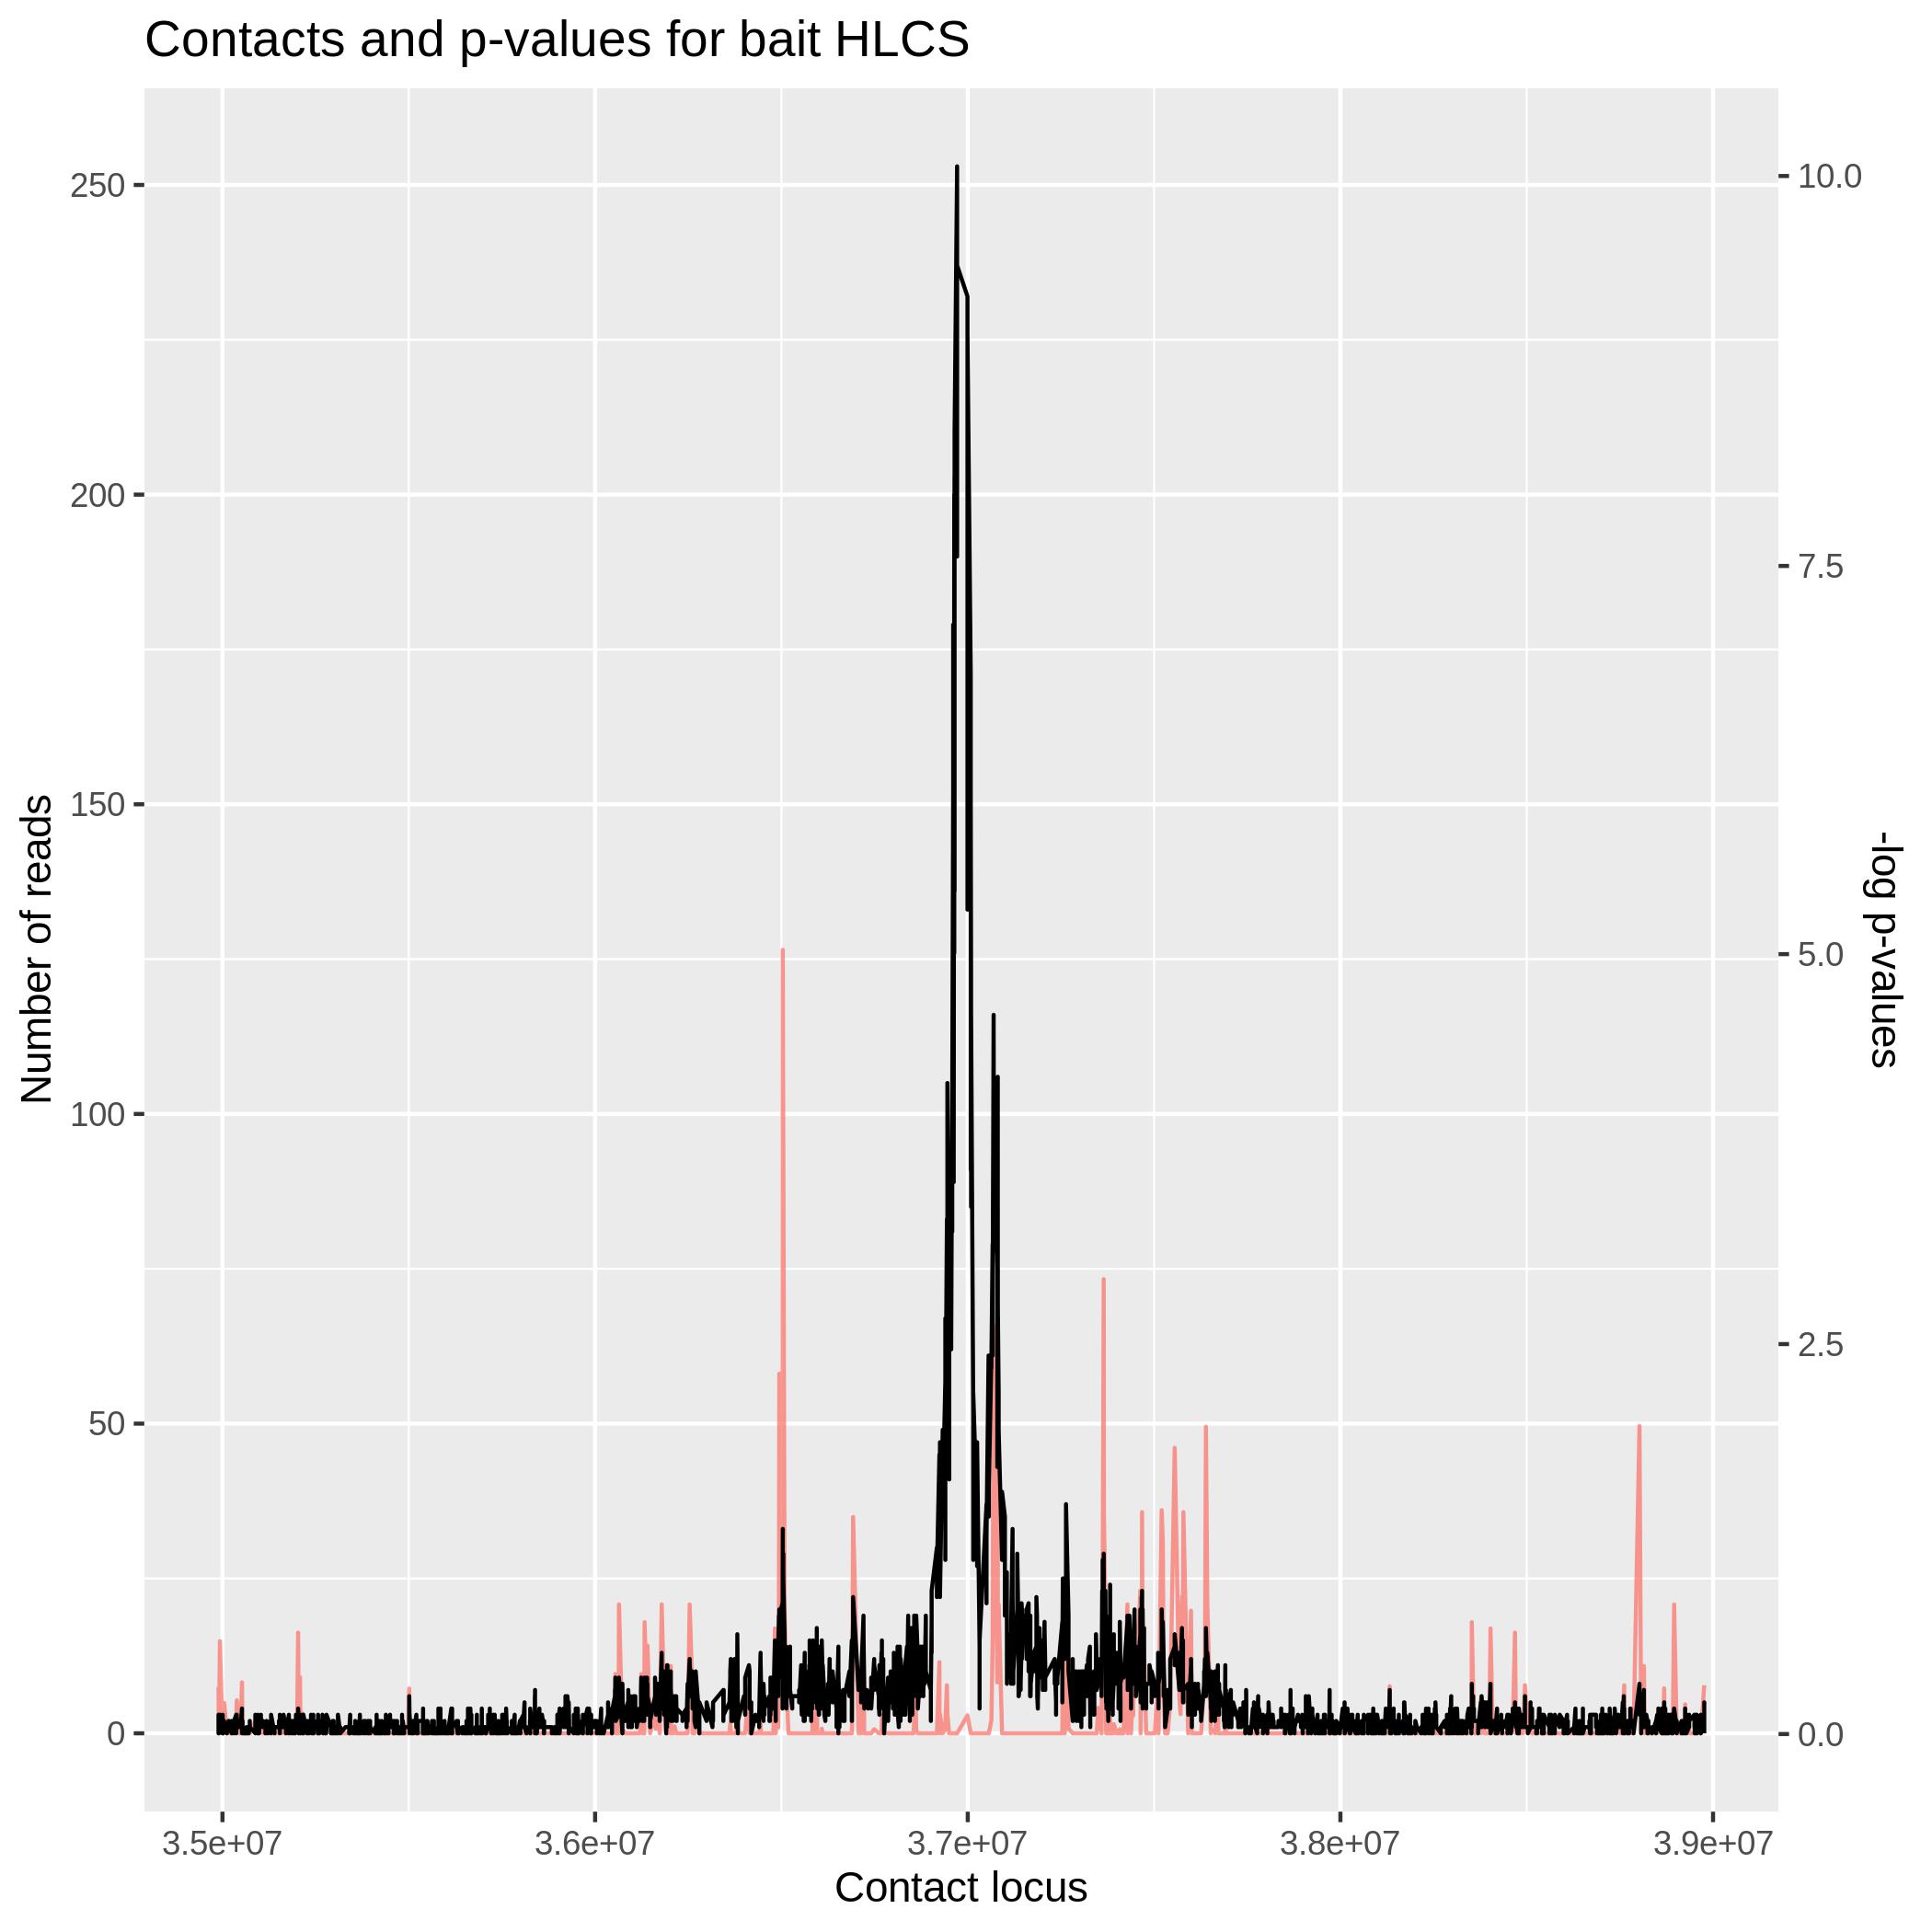 Contacts and p-values for bait HLCS
Number of reads
250
200
150
100
50
0
10.0
7.5
5.0
2.5
0.0
-log p-values
3.5e+07 3.6e+07 3.7e+07 3.8e+07 3.9e+07
Contact locus